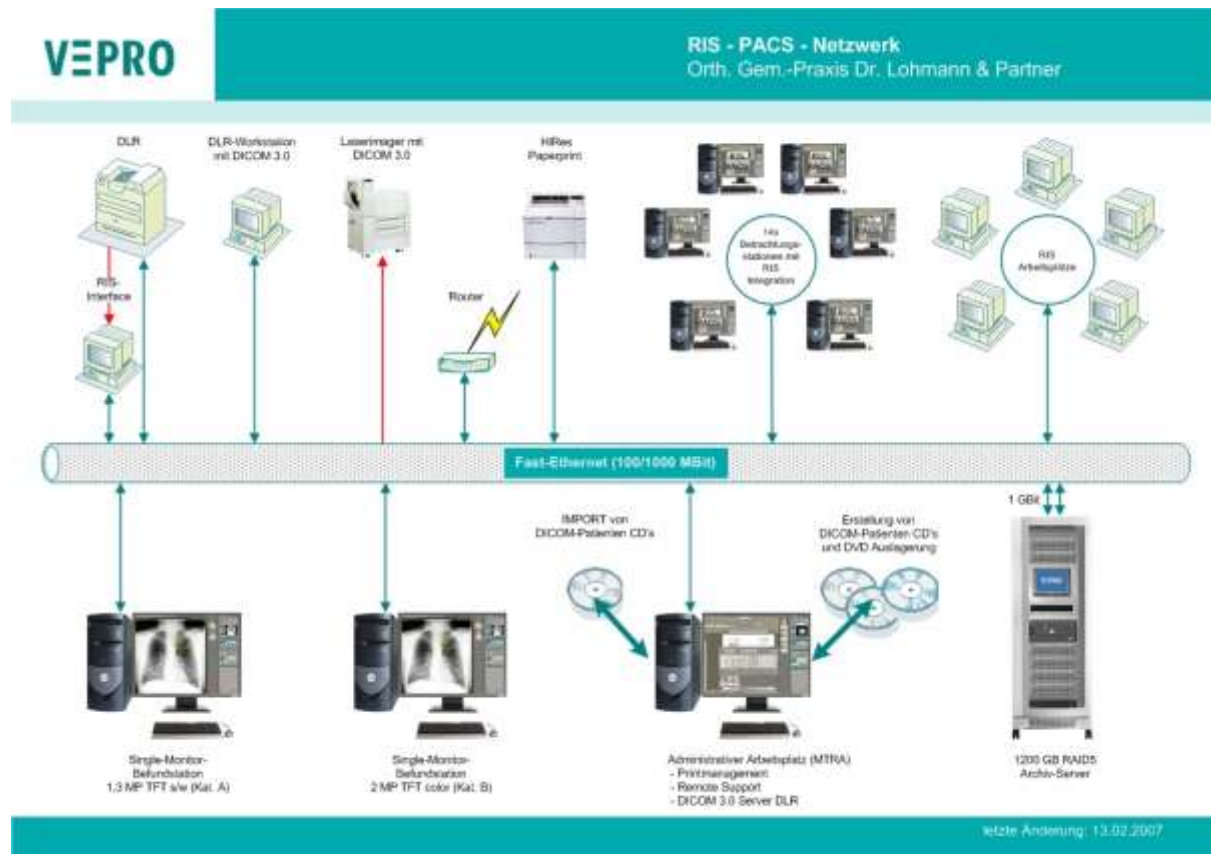 VEPRO
RIS - PACS - Netzwerk
Orth. Gem.-Praxis Dr. Lohmann & Partner
DLR
DLR-Workstation
mit DICOM 3.0
Laserimager mit
DICOM 3.0
HiRes
Paperprint
14x
Betrachtungs-
stationen mit
RIS
Integration
RIS
Arbeitsplätze
RIS-
Interface
Router
Fast-Ethernet (100/1000 MBit)
IMPORT von
DICOM-Patienten CD's
Erstellung von
DICOM-Patienten CD's
und DVD Auslagerung
1 GBit
Single-Monitor-
Befundstation
1,3 MP TFT s/w (Kat. A)
Single-Monitor-
Befundstation
2 MP TFT color (Kat. B)
Administrativer Arbeitsplatz (MTRA)
- Printmanagement
- Remote Support
- DICOM 3.0 Server DLR
1200 GB RAID5
Archiv-Server
letzte Änderung: 13.02.2007